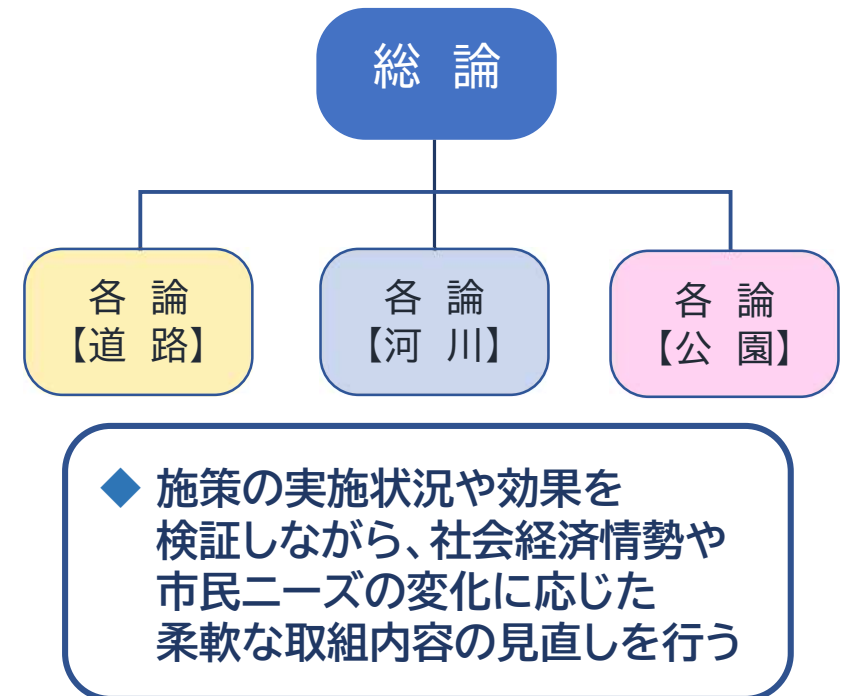 総 論
各 論
【道 路】
各 論
【河 川】
各 論
【公 園】
◆ 施策の実施状況や効果を
検証しながら、社会経済情勢や
市民ニーズの変化に応じた
柔軟な取組内容の見直しを行う